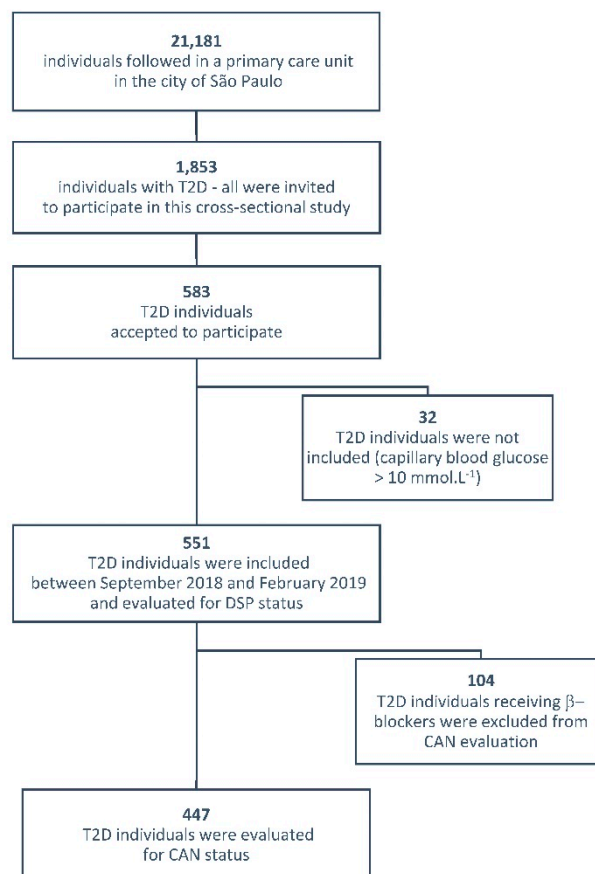 21,181
individuals followed in a primary care unit
in the city of São Paulo
1,853
individuals with T2D - all were invited
to participate in this cross-sectional study
583
T2D individuals
accepted to participate
32
T2D individuals were not
included (capillary blood glucose
> 10 mmol.L⁻¹)
551
T2D individuals were included
between September 2018 and February 2019
and evaluated for DSP status
104
T2D individuals receiving β–
blockers were excluded from
CAN evaluation
447
T2D individuals were evaluated
for CAN status